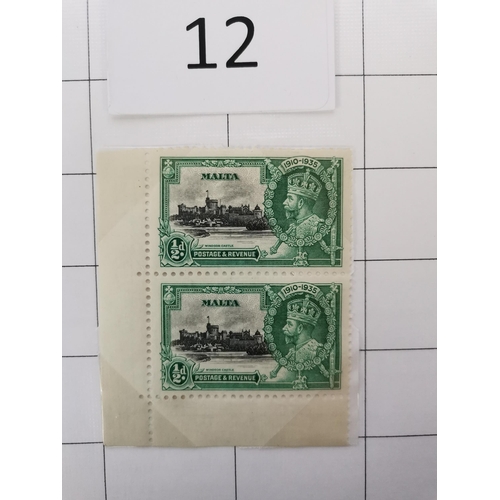 12
1910-1935
MALTA
WINDSOR CASTLE
½d.
POSTAGE & REVENUE
1910-1935
MALTA
WINDSOR CASTLE
½d.
POSTAGE & REVENUE